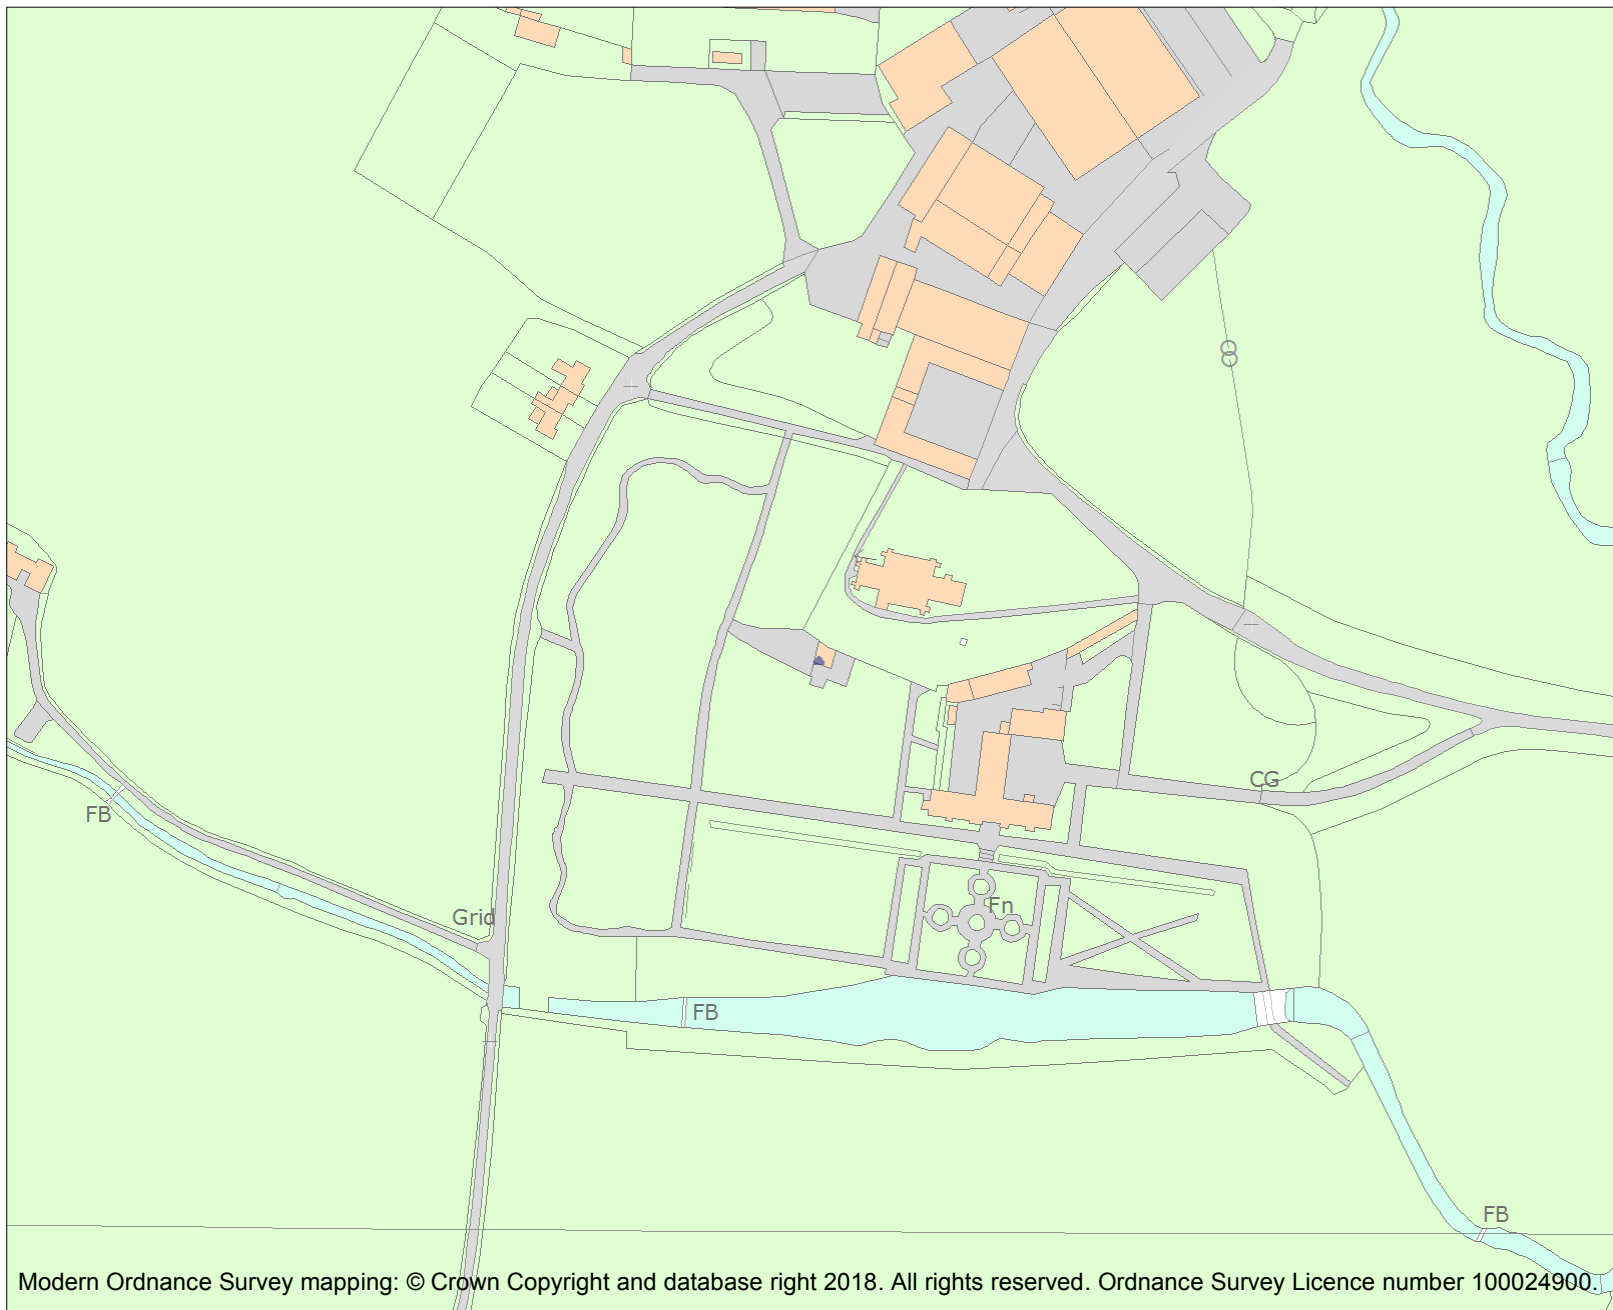 CG
FB
Fn
Grid
FB
FB
Modern Ordnance Survey mapping: © Crown Copyright and database right 2018. All rights reserved. Ordnance Survey Licence number 100024900.